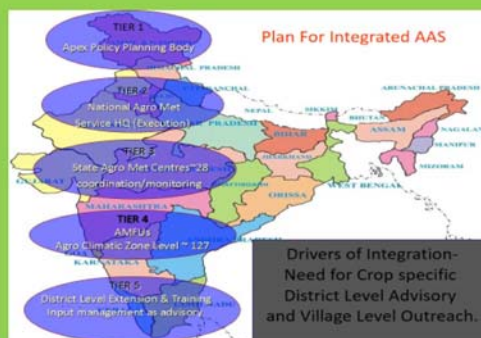 Plan For Integrated AAS
TIER 1
Apex Policy Planning Body
TIER 2
National Agro Met
Service HQ (Execution)
TIER 3
State Agro Met Centres~28
coordination/monitoring
TIER 4
AMFUs
Agro Climatic Zone Level ~ 127
TIER 5
District Level Extension & Training
Input management as advisory
NEPAL
SIKKIM
BHUTAN
ARUNACHAL PRADESH
ASSAM
NAGALAND
MANIPUR
MIZORAM
BIHAR
WEST BENGAL
ORISSA
MAHARASHTRA
KARNATAKA
Drivers of Integration-
Need for Crop specific
District Level Advisory
and Village Level Outreach.